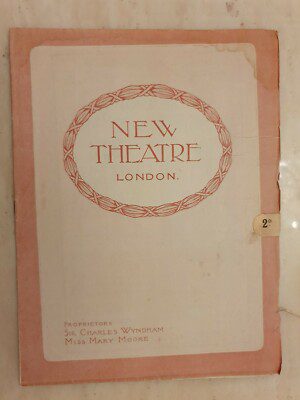 NEW
THEATRE
LONDON.
2D
PROPRIETORS
SIR CHARLES WYNDHAM
MISS MARY MOORE